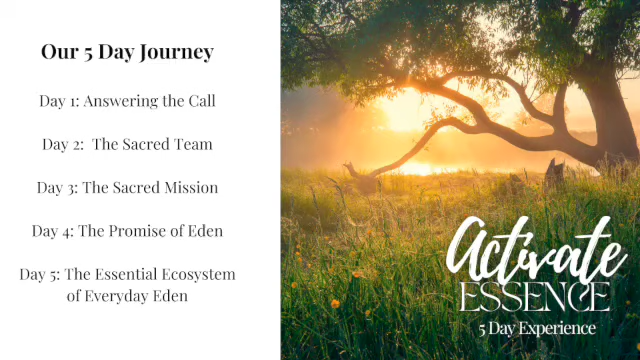 Our 5 Day Journey
Day 1: Answering the Call
Day 2: The Sacred Team
Day 3: The Sacred Mission
Day 4: The Promise of Eden
Day 5: The Essential Ecosystem
of Everyday Eden
Activate
ESSENCE
5 Day Experience